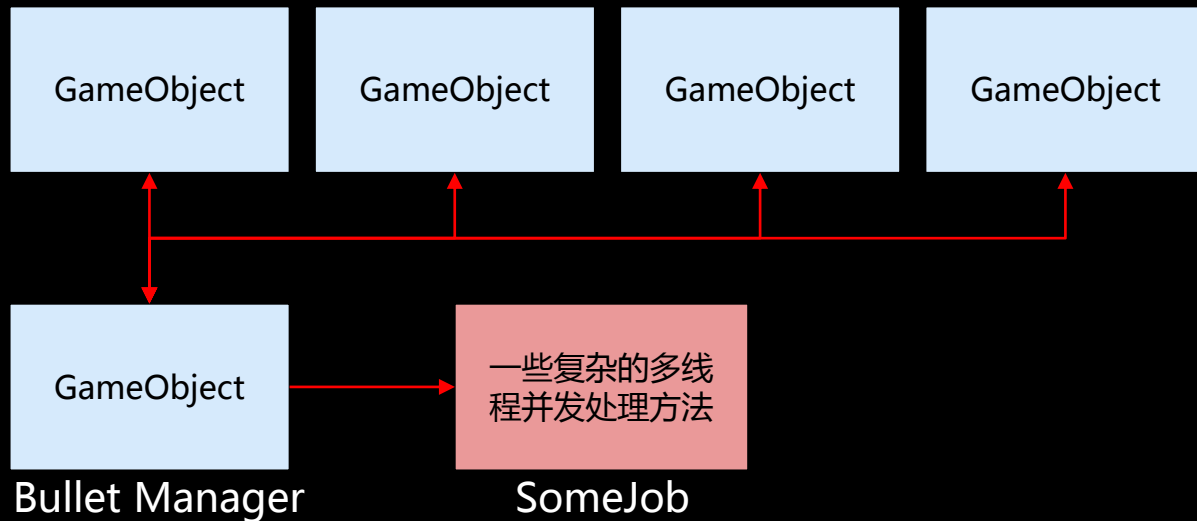 GameObject
GameObject
GameObject
GameObject
GameObject
一些复杂的多线
程并发处理方法
Bullet Manager
SomeJob